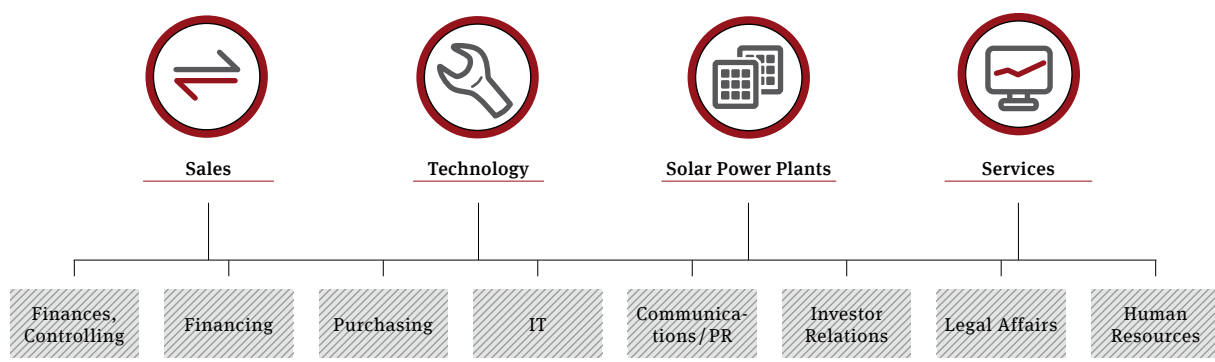 Sales
Technology
Solar Power Plants
Services
Finances,
Controlling
Financing
Purchasing
IT
Communica-
tions/PR
Investor
Relations
Legal Affairs
Human
Resources